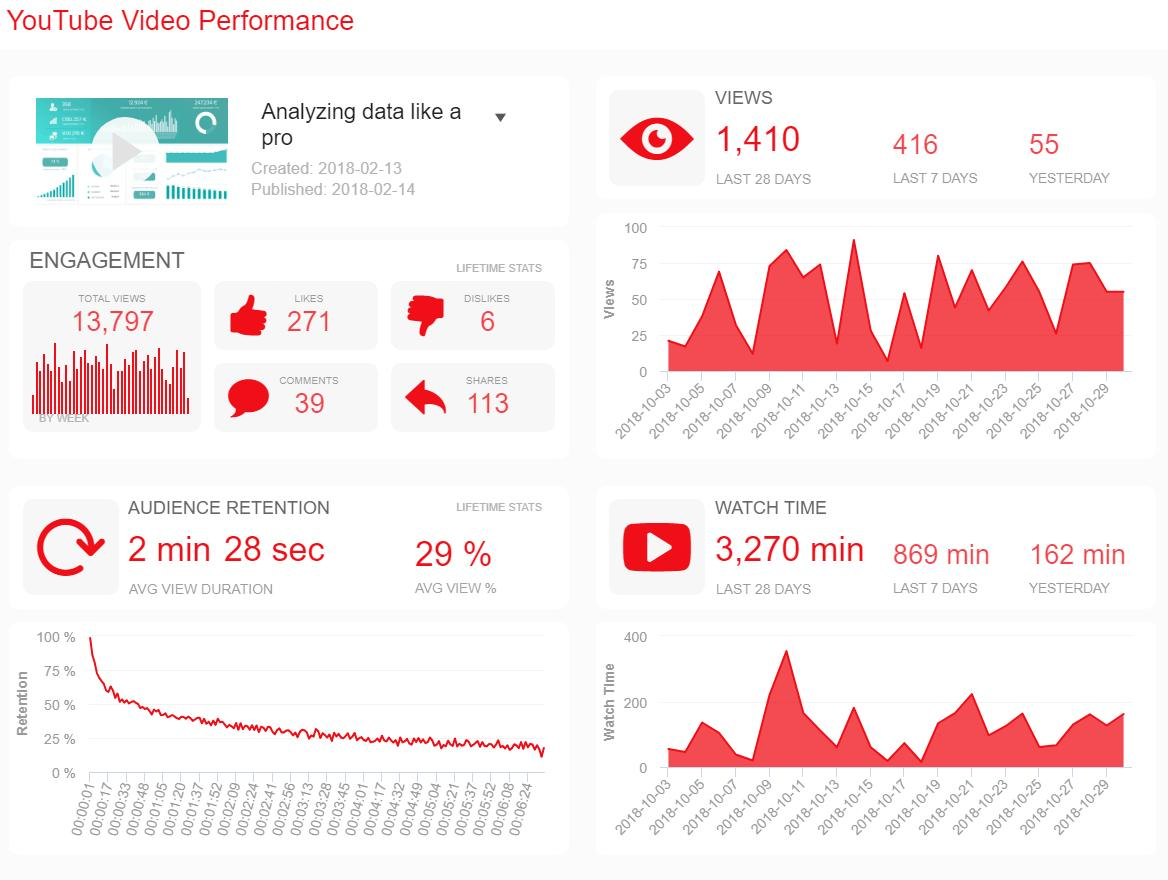 YouTube Video Performance
Analyzing data like a
pro
Created: 2018-02-13
Published: 2018-02-14
ENGAGEMENT
LIFETIME STATS
TOTAL VIEWS
13,797
BY WEEK
LIKES
271
DISLIKES
6
COMMENTS
39
SHARES
113
VIEWS
1,410
LAST 28 DAYS
416
LAST 7 DAYS
55
YESTERDAY
Views
100
75
50
25
0
2018-10-03
2018-10-05
2018-10-07
2018-10-09
2018-10-11
2018-10-13
2018-10-15
2018-10-17
2018-10-19
2018-10-21
2018-10-23
2018-10-25
2018-10-27
2018-10-29
AUDIENCE RETENTION
LIFETIME STATS
2 min 28 sec
AVG VIEW DURATION
29 %
AVG VIEW %
Retention
100 %
75 %
50 %
25 %
0 %
00:00:01
00:00:17
00:00:33
00:00:48
00:01:05
00:01:20
00:01:37
00:01:52
00:02:09
00:02:24
00:02:41
00:02:56
00:03:13
00:03:28
00:03:45
00:04:01
00:04:17
00:04:32
00:04:49
00:05:04
00:05:21
00:05:37
00:05:52
00:06:08
00:06:24
WATCH TIME
3,270 min
LAST 28 DAYS
869 min
LAST 7 DAYS
162 min
YESTERDAY
Watch TIme
400
200
0
2018-10-03
2018-10-05
2018-10-07
2018-10-09
2018-10-11
2018-10-13
2018-10-15
2018-10-17
2018-10-19
2018-10-21
2018-10-23
2018-10-25
2018-10-27
2018-10-29